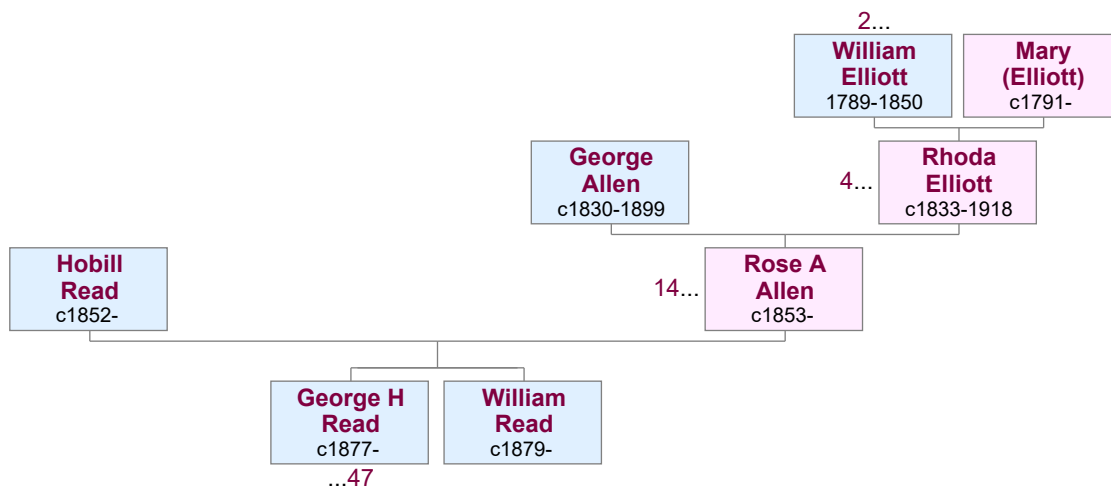 2...
William
Elliott
1789-1850
Mary
(Elliott)
c1791-
George
Allen
c1830-1899
4...
Rhoda
Elliott
c1833-1918
Hobill
Read
c1852-
14...
Rose A
Allen
c1853-
George H
Read
c1877-
William
Read
c1879-
...47